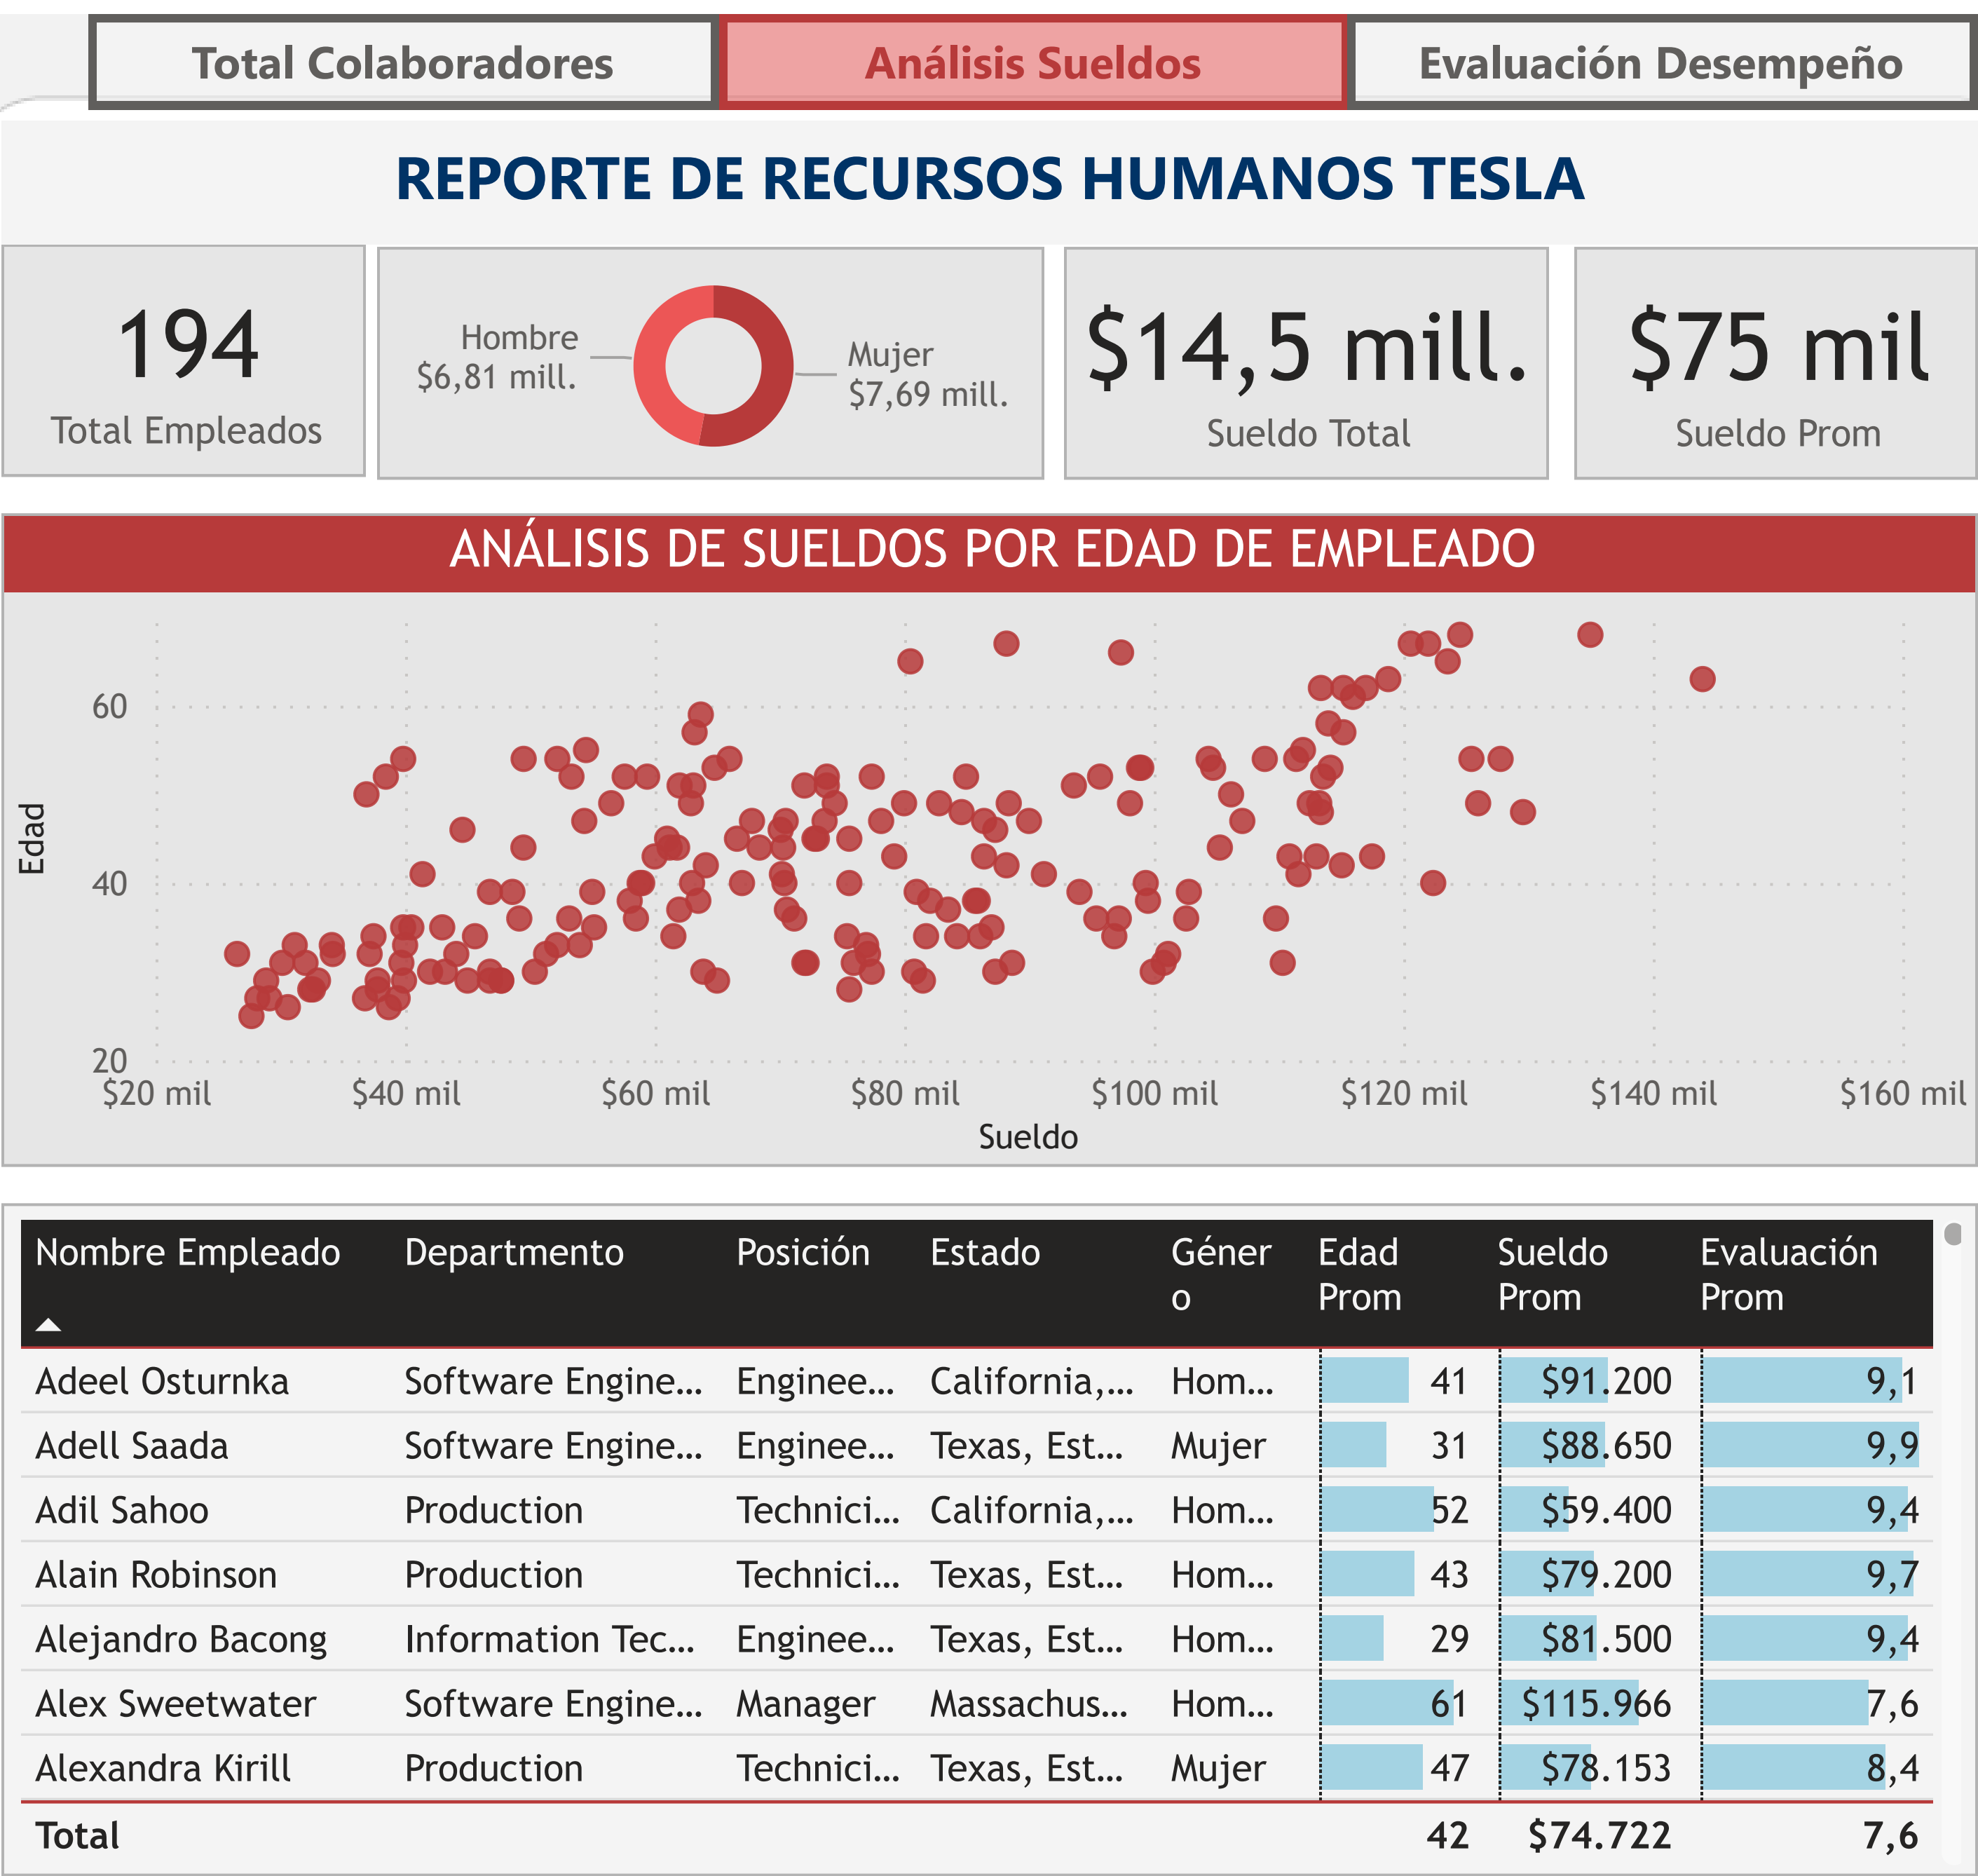 Total Colaboradores
Análisis Sueldos
Evaluación Desempeño
REPORTE DE RECURSOS HUMANOS TESLA
194
Total Empleados
Hombre
$6,81 mill.
Mujer
$7,69 mill.
$14,5 mill.
Sueldo Total
$75 mil
Sueldo Prom
ANÁLISIS DE SUELDOS POR EDAD DE EMPLEADO
Edad
60
40
20
$20 mil $40 mil $60 mil $80 mil $100 mil $120 mil $140 mil $160 mil
Sueldo
Nombre Empleado Departmento Posición Estado Géner Edad Sueldo Evaluación
o Prom Prom Prom
Adeel Osturnka Software Engine... Enginee... California,... Hom... 41 $91.200 9,1
Adell Saada Software Engine... Enginee... Texas, Est... Mujer 31 $88.650 9,9
Adil Sahoo Production Technici... California,... Hom... 52 $59.400 9,4
Alain Robinson Production Technici... Texas, Est... Hom... 43 $79.200 9,7
Alejandro Bacong Information Tec... Enginee... Texas, Est... Hom... 29 $81.500 9,4
Alex Sweetwater Software Engine... Manager Massachus... Hom... 61 $115.966 7,6
Alexandra Kirill Production Technici... Texas, Est... Mujer 47 $78.153 8,4
Total 42 $74.722 7,6